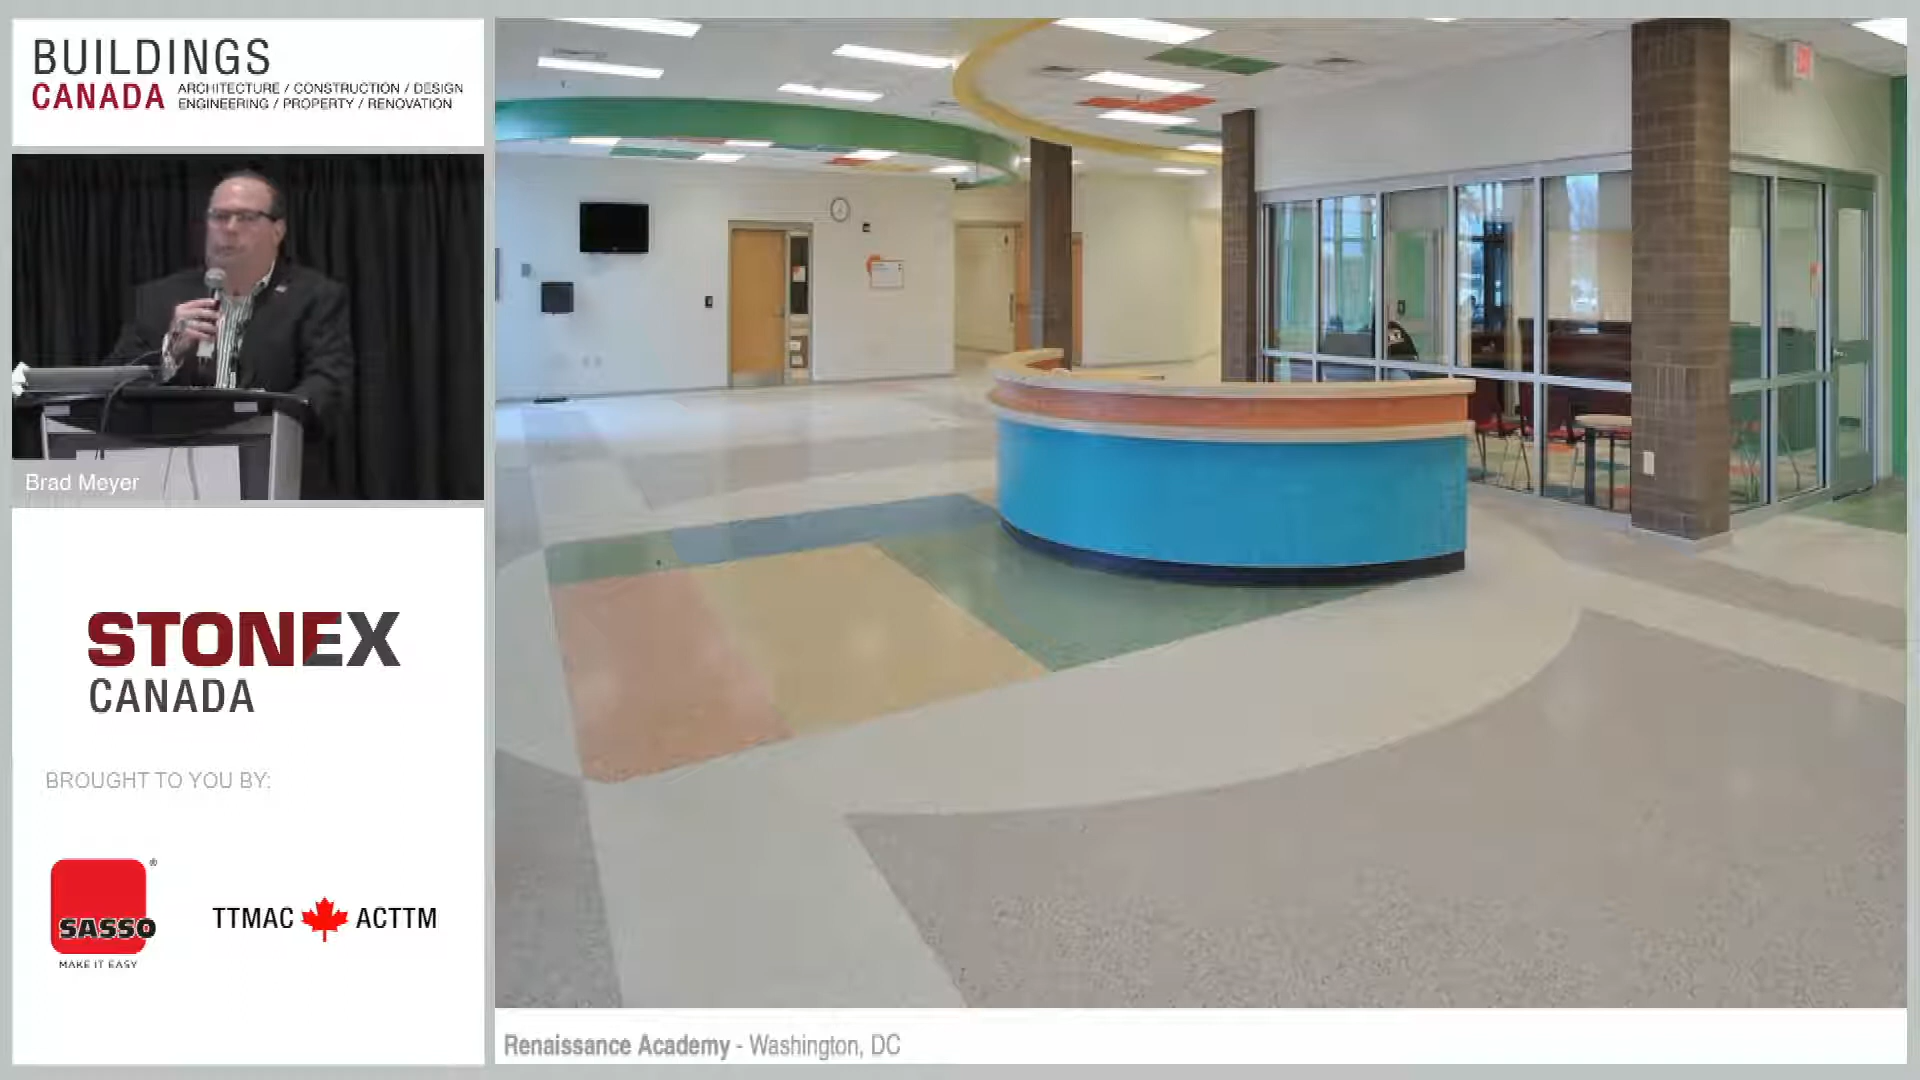 BUILDINGS
CANADA
ARCHITECTURE / CONSTRUCTION / DESIGN
ENGINEERING / PROPERTY / RENOVATION
Brad Meyer
STONEX
CANADA
BROUGHT TO YOU BY:
SASSO
®
MAKE IT EASY
TTMAC ACTTM
Renaissance Academy - Washington, DC